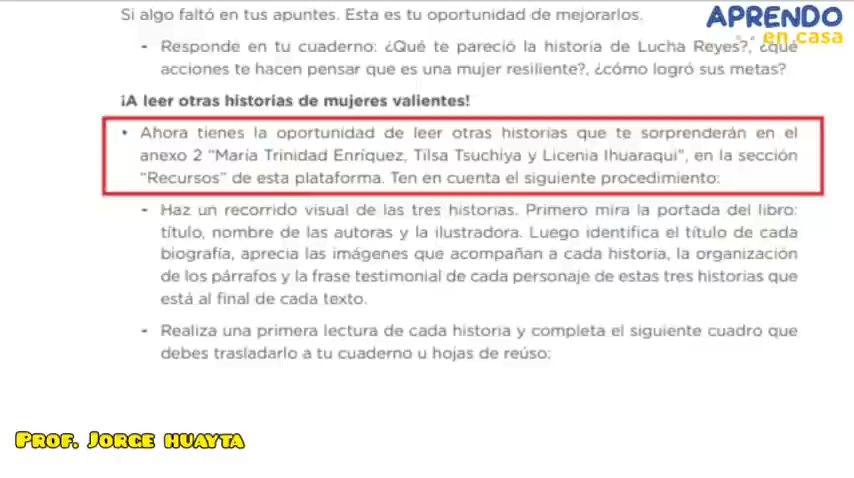 Si algo faltó en tus apuntes. Esta es tu oportunidad de mejorarlos.
APRENDO
en casa
- Responde en tu cuaderno: ¿Qué te pareció la historia de Lucha Reyes?, ¿qué
acciones te hacen pensar que es una mujer resiliente?, ¿cómo logró sus metas?
¡A leer otras historias de mujeres valientes!
• Ahora tienes la oportunidad de leer otras historias que te sorprenderán en el
anexo 2 "María Trinidad Enríquez, Tilsa Tsuchiya y Licenia Ihuaraqui", en la sección
"Recursos" de esta plataforma. Ten en cuenta el siguiente procedimiento:
- Haz un recorrido visual de las tres historias. Primero mira la portada del libro:
título, nombre de las autoras y la ilustradora. Luego identifica el título de cada
biografía, aprecia las imágenes que acompañan a cada historia, la organización
de los párrafos y la frase testimonial de cada personaje de estas tres historias que
está al final de cada texto.
- Realiza una primera lectura de cada historia y completa el siguiente cuadro que
debes trasladarlo a tu cuaderno u hojas de reúso:
Prof. Jorge huayta